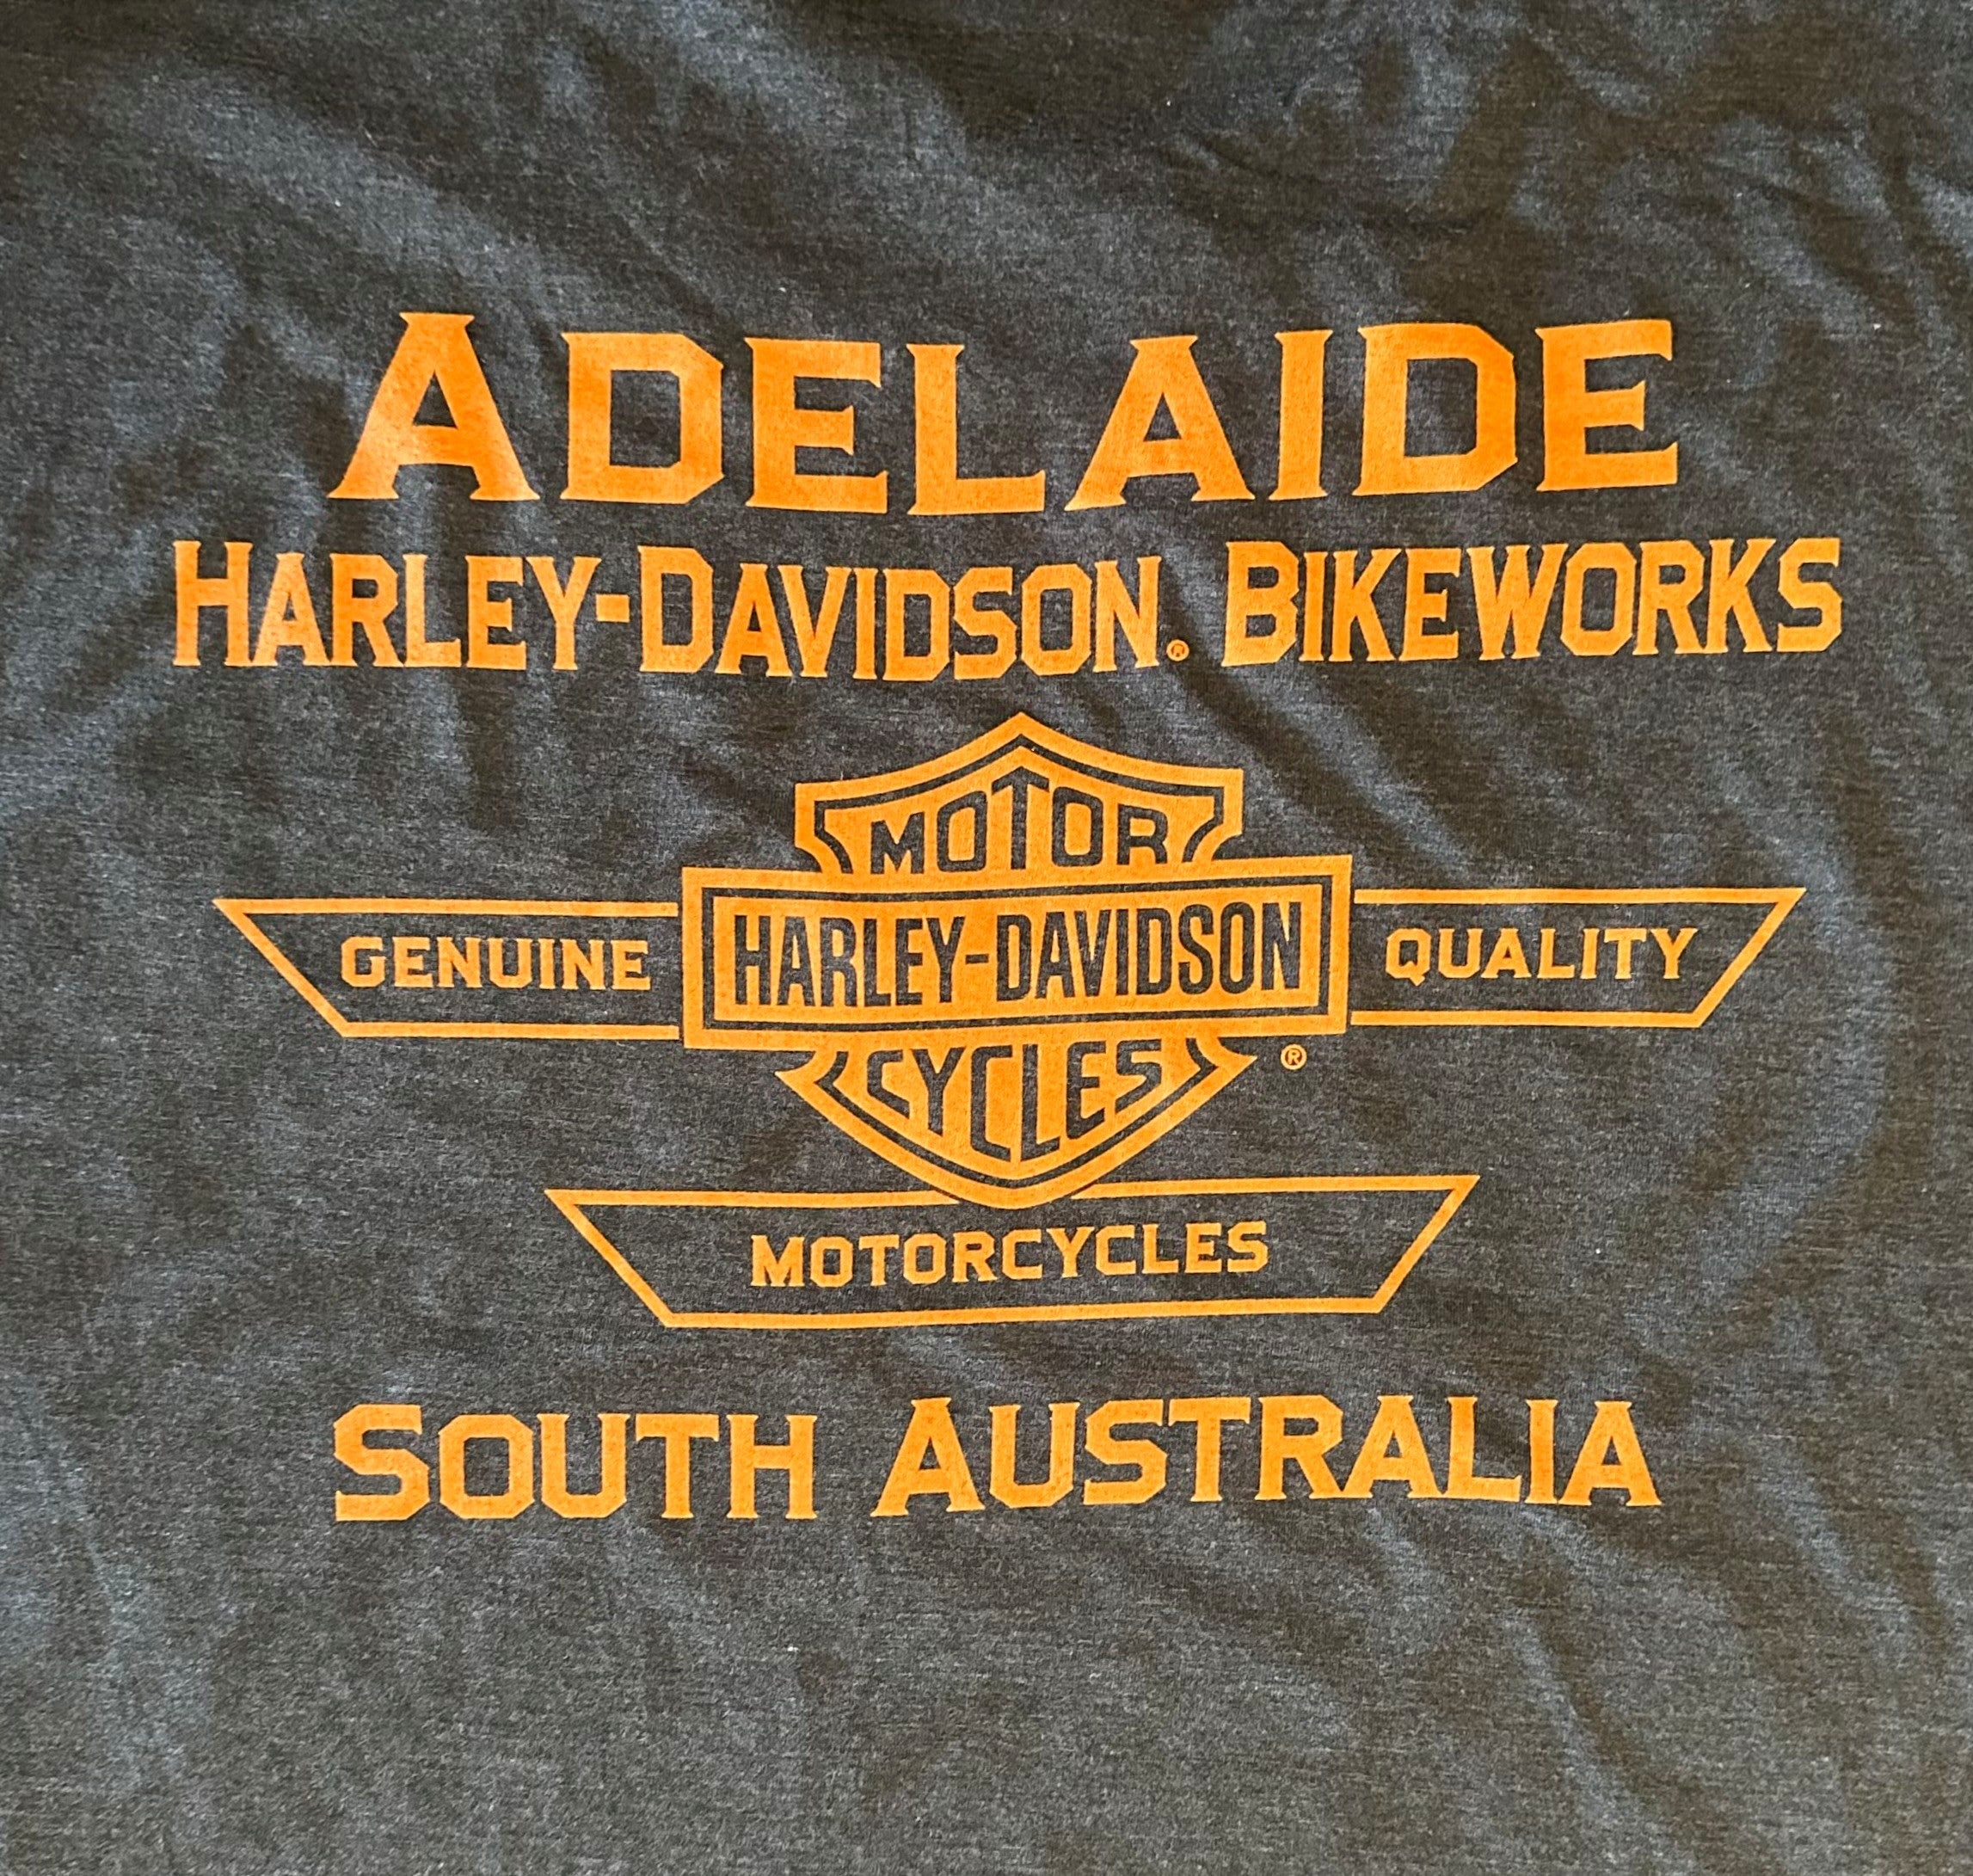 ADELAIDE
HARLEY-DAVIDSON® BIKEWORKS
MOTOR
GENUINE HARLEY-DAVIDSON QUALITY
CYCLES ®
MOTORCYCLES
SOUTH AUSTRALIA